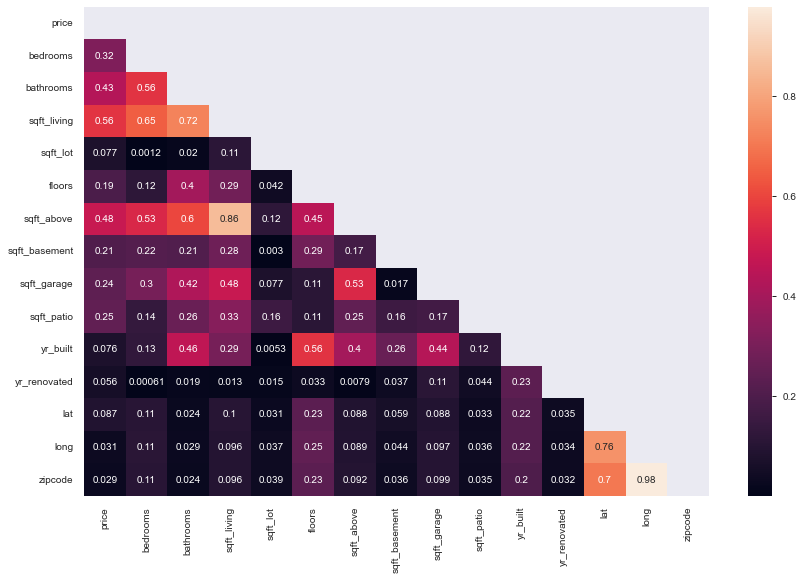 price
bedrooms 0.32
bathrooms 0.43 0.56
sqft_living 0.56 0.65 0.72
sqft_lot 0.077 0.0012 0.02 0.11
floors 0.19 0.12 0.4 0.29 0.042
sqft_above 0.48 0.53 0.6 0.86 0.12 0.45
sqft_basement 0.21 0.22 0.21 0.28 0.003 0.29 0.17
sqft_garage 0.24 0.3 0.42 0.48 0.077 0.11 0.53 0.017
sqft_patio 0.25 0.14 0.26 0.33 0.16 0.11 0.25 0.16 0.17
yr_built 0.076 0.13 0.46 0.29 0.0053 0.56 0.4 0.26 0.44 0.12
yr_renovated 0.056 0.00061 0.019 0.013 0.015 0.033 0.0079 0.037 0.11 0.044 0.23
lat 0.087 0.11 0.024 0.1 0.031 0.23 0.088 0.059 0.088 0.033 0.22 0.035
long 0.031 0.11 0.029 0.096 0.037 0.25 0.089 0.044 0.097 0.036 0.22 0.034 0.76
zipcode 0.029 0.11 0.024 0.096 0.039 0.23 0.092 0.036 0.099 0.035 0.2 0.032 0.7 0.98
price bedrooms bathrooms sqft_living sqft_lot floors sqft_above sqft_basement sqft_garage sqft_patio yr_built yr_renovated lat long zipcode
0.8
0.6
0.4
0.2